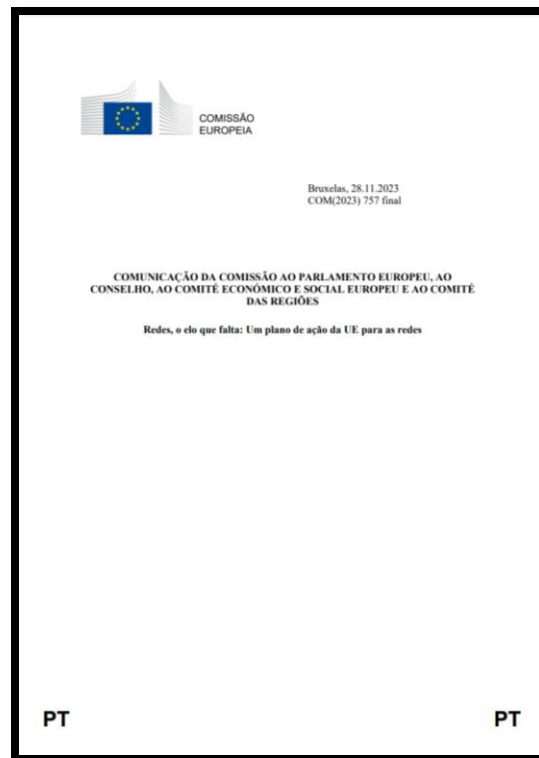 COMISSÃO
EUROPEIA
Bruxelas, 28.11.2023
COM(2023) 757 final
COMUNICAÇÃO DA COMISSÃO AO PARLAMENTO EUROPEU, AO
CONSELHO, AO COMITÉ ECONÓMICO E SOCIAL EUROPEU E AO COMITÉ
DAS REGIÕES
Redes, o elo que falta: Um plano de ação da UE para as redes
PT
PT